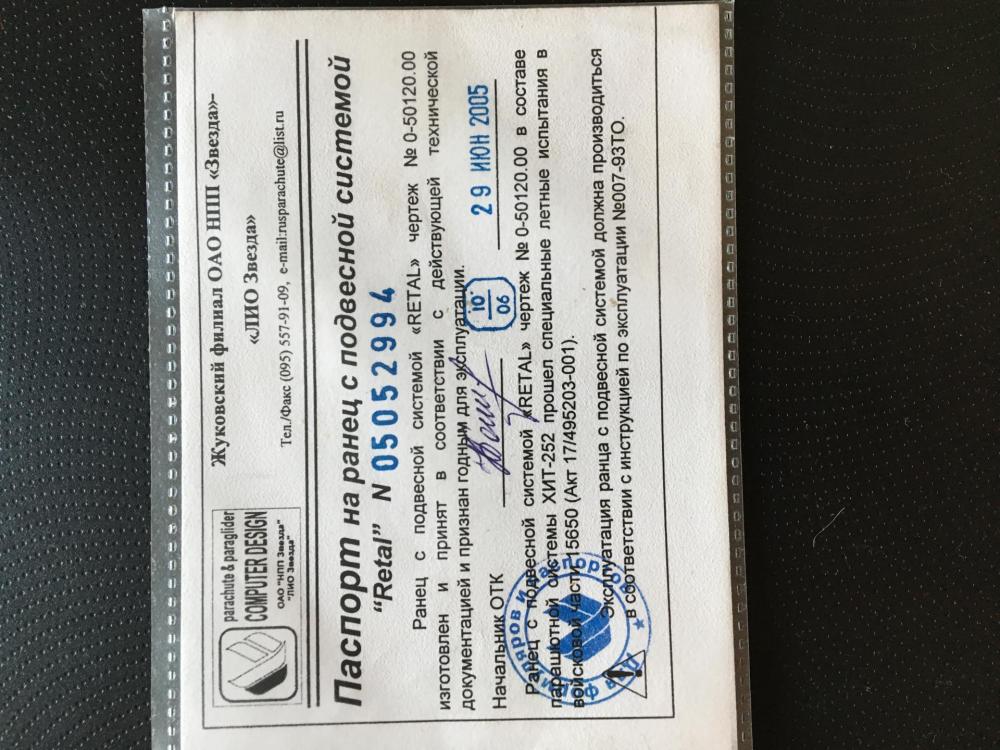 parachute & paraglider
COMPUTER DESIGN
ОАО "НПП Звезда"
"ЛИО Звезда"
Жуковский филиал ОАО НПП «Звезда»-
«ЛИО Звезда»
Тел./Факс (095) 557-91-09, e-mail:rusparachute@list.ru
Паспорт на ранец с подвесной системой
“Retal” N 05052994
Ранец с подвесной системой «RETAL» чертеж № 0-50120.00
изготовлен и принят в соответствии с действующей технической
документацией и признан годным для эксплуатации.
Начальник ОТК
10
06
29 ИЮН 2005
Ранец с подвесной системой «RETAL» чертеж № 0-50120.00 в составе
парашютной системы ХИТ-252 прошел специальные летные испытания в
войсковой части 15650 (Акт 17/495203-001).
Эксплуатация ранца с подвесной системой должна производиться
в соответствии с инструкцией по эксплуатации №007-93ТО.
Для формуляров и паспортов